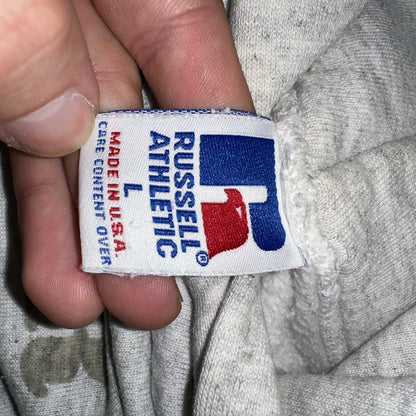 RUSSELL
ATHLETIC®
L
MADE IN U.S.A.
CARE CONTENT OVER